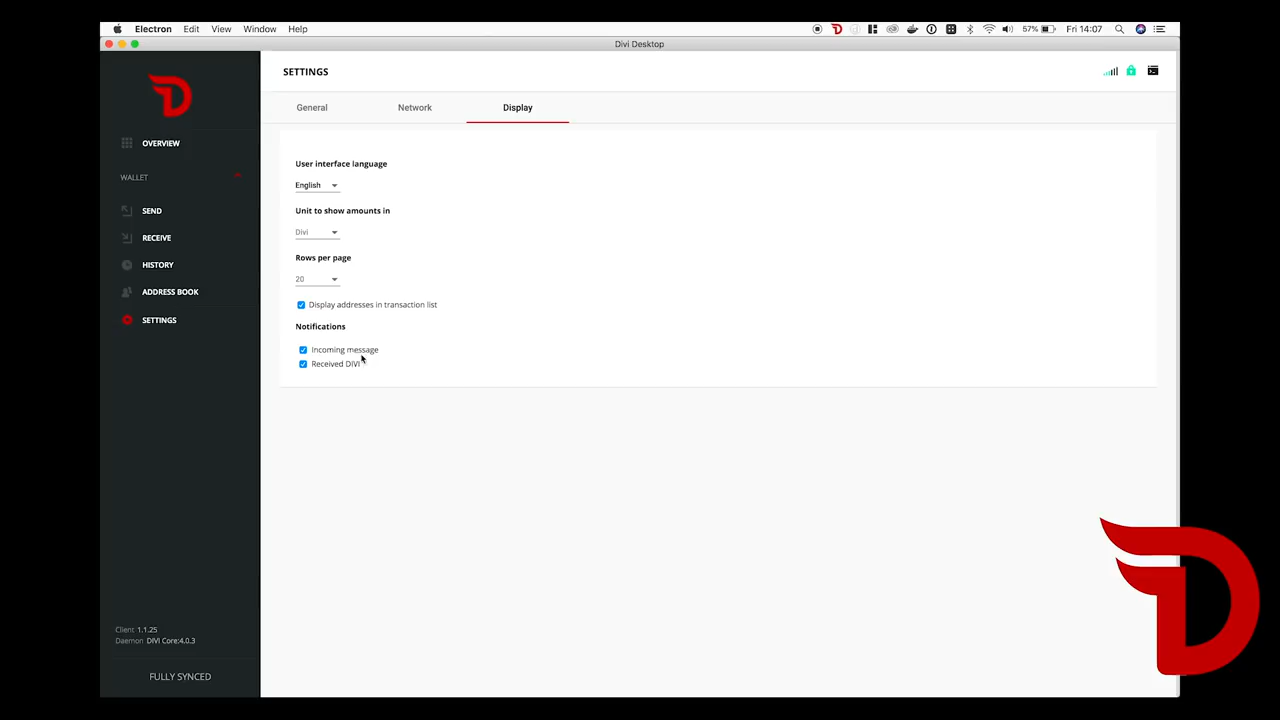 Electron Edit View Window Help 57% Fri 14:07
Divi Desktop
SETTINGS
General Network Display
OVERVIEW
WALLET
SEND
RECEIVE
HISTORY
ADDRESS BOOK
SETTINGS
User interface language
English
Unit to show amounts in
Divi
Rows per page
20
Display addresses in transaction list
Notifications
Incoming message
Received DIVI
Client 1.1.25
Daemon DIVI Core:4.0.3
FULLY SYNCED